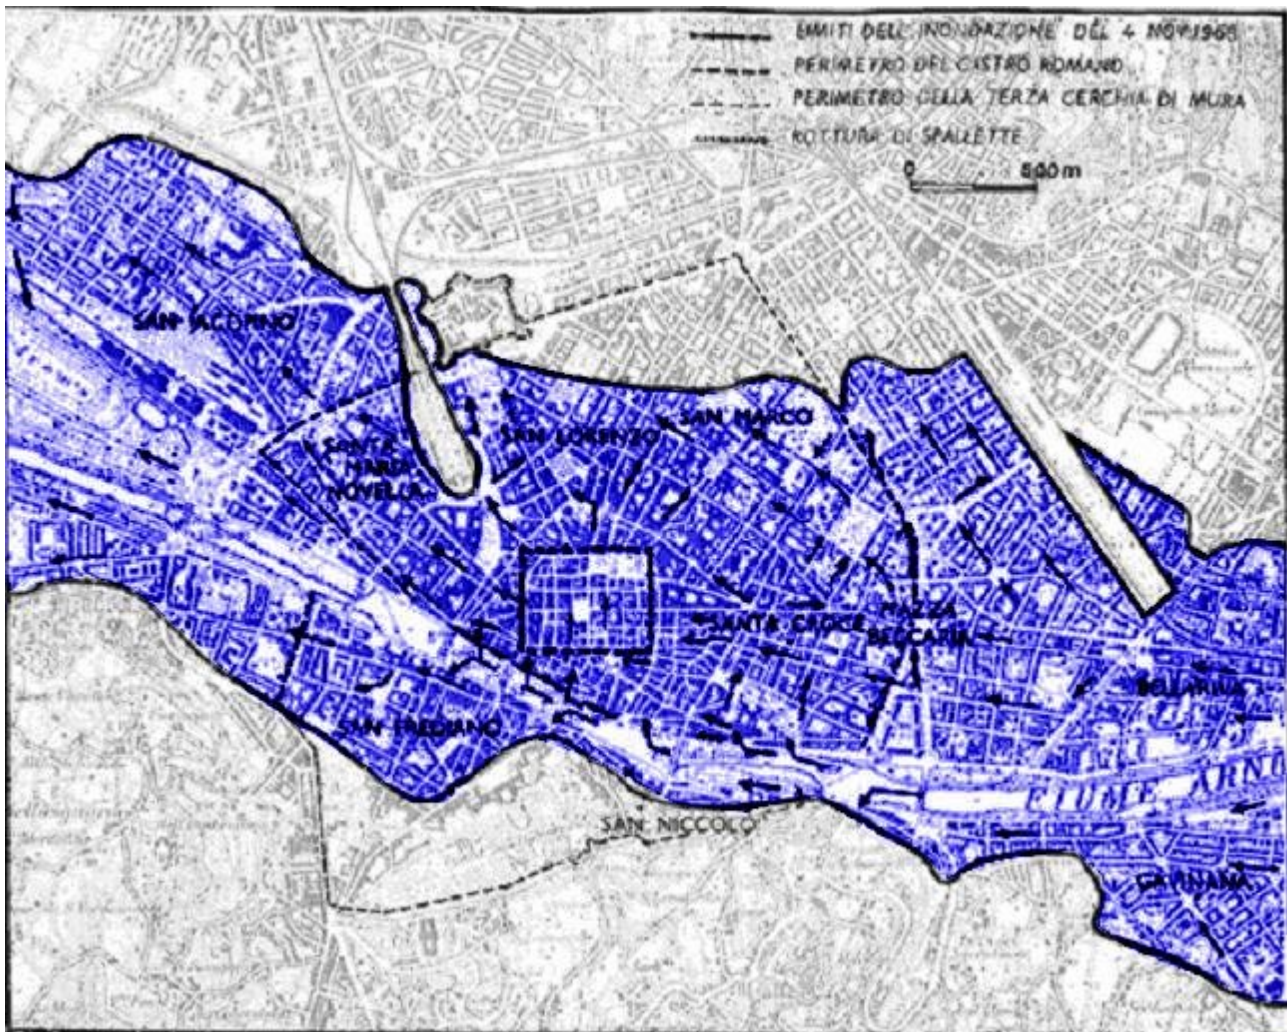 LIMITI DELL'INONDAZIONE DEL 4 NOV.1966
PERIMETRO DEL CASTRO ROMANO
PERIMETRO DELLA TERZA CERCHIA DI MURA
ROTTURA DI SPALLETTE
0 500m
SAN JACOPINO
SAN MARCO
SAN LORENZO
SANTA
MARIA
NOVELLA
SANTA CROCE
PIAZZA
BECCARIA
BELLARIVA
SAN FREDIANO
FIUME ARNO
SAN NICCOLO
GAVINANA